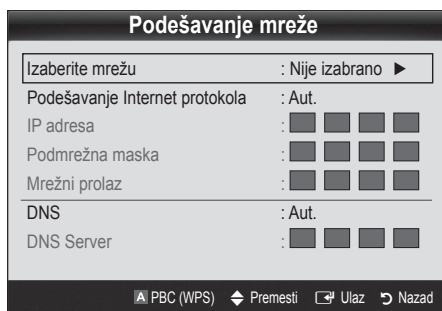 Podešavanje mreže
Izaberite mrežu : Nije izabrano ►
Podešavanje Internet protokola : Aut.
IP adresa :
Podmrežna maska :
Mrežni prolaz :
DNS : Aut.
DNS Server :
A PBC (WPS) Premesti Ulaz Nazad